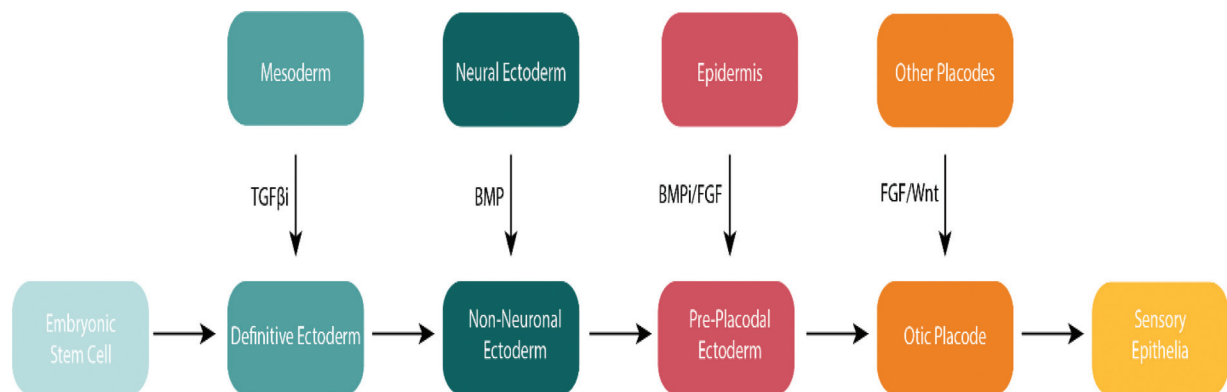 Mesoderm
Neural Ectoderm
Epidermis
Other Placodes
TGFβi
BMP
BMPi/FGF
FGF/Wnt
Embryonic
Stem Cell
Definitive Ectoderm
Non-Neuronal
Ectoderm
Pre-Placodal
Ectoderm
Otic Placode
Sensory
Epithelia